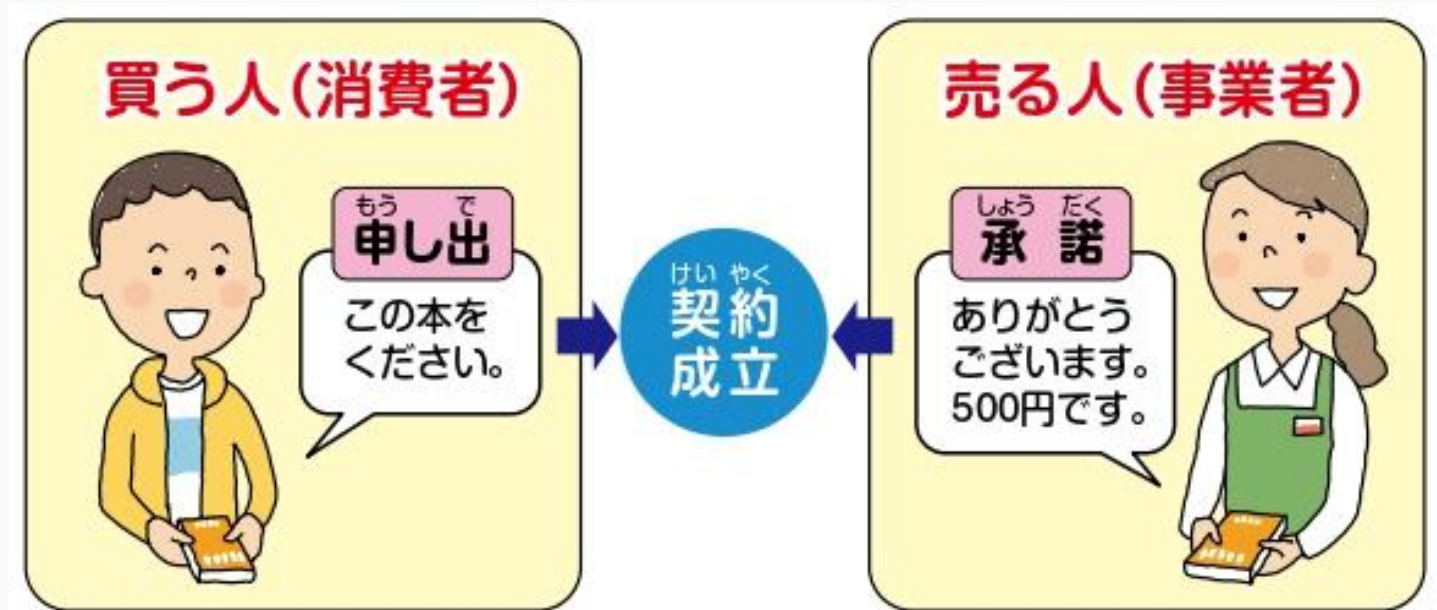 買う人(消費者)
もう で
申し出
この本を
ください。
けい やく
契約
成立
売る人(事業者)
しょう だく
承諾
ありがとう
ございます。
500円です。